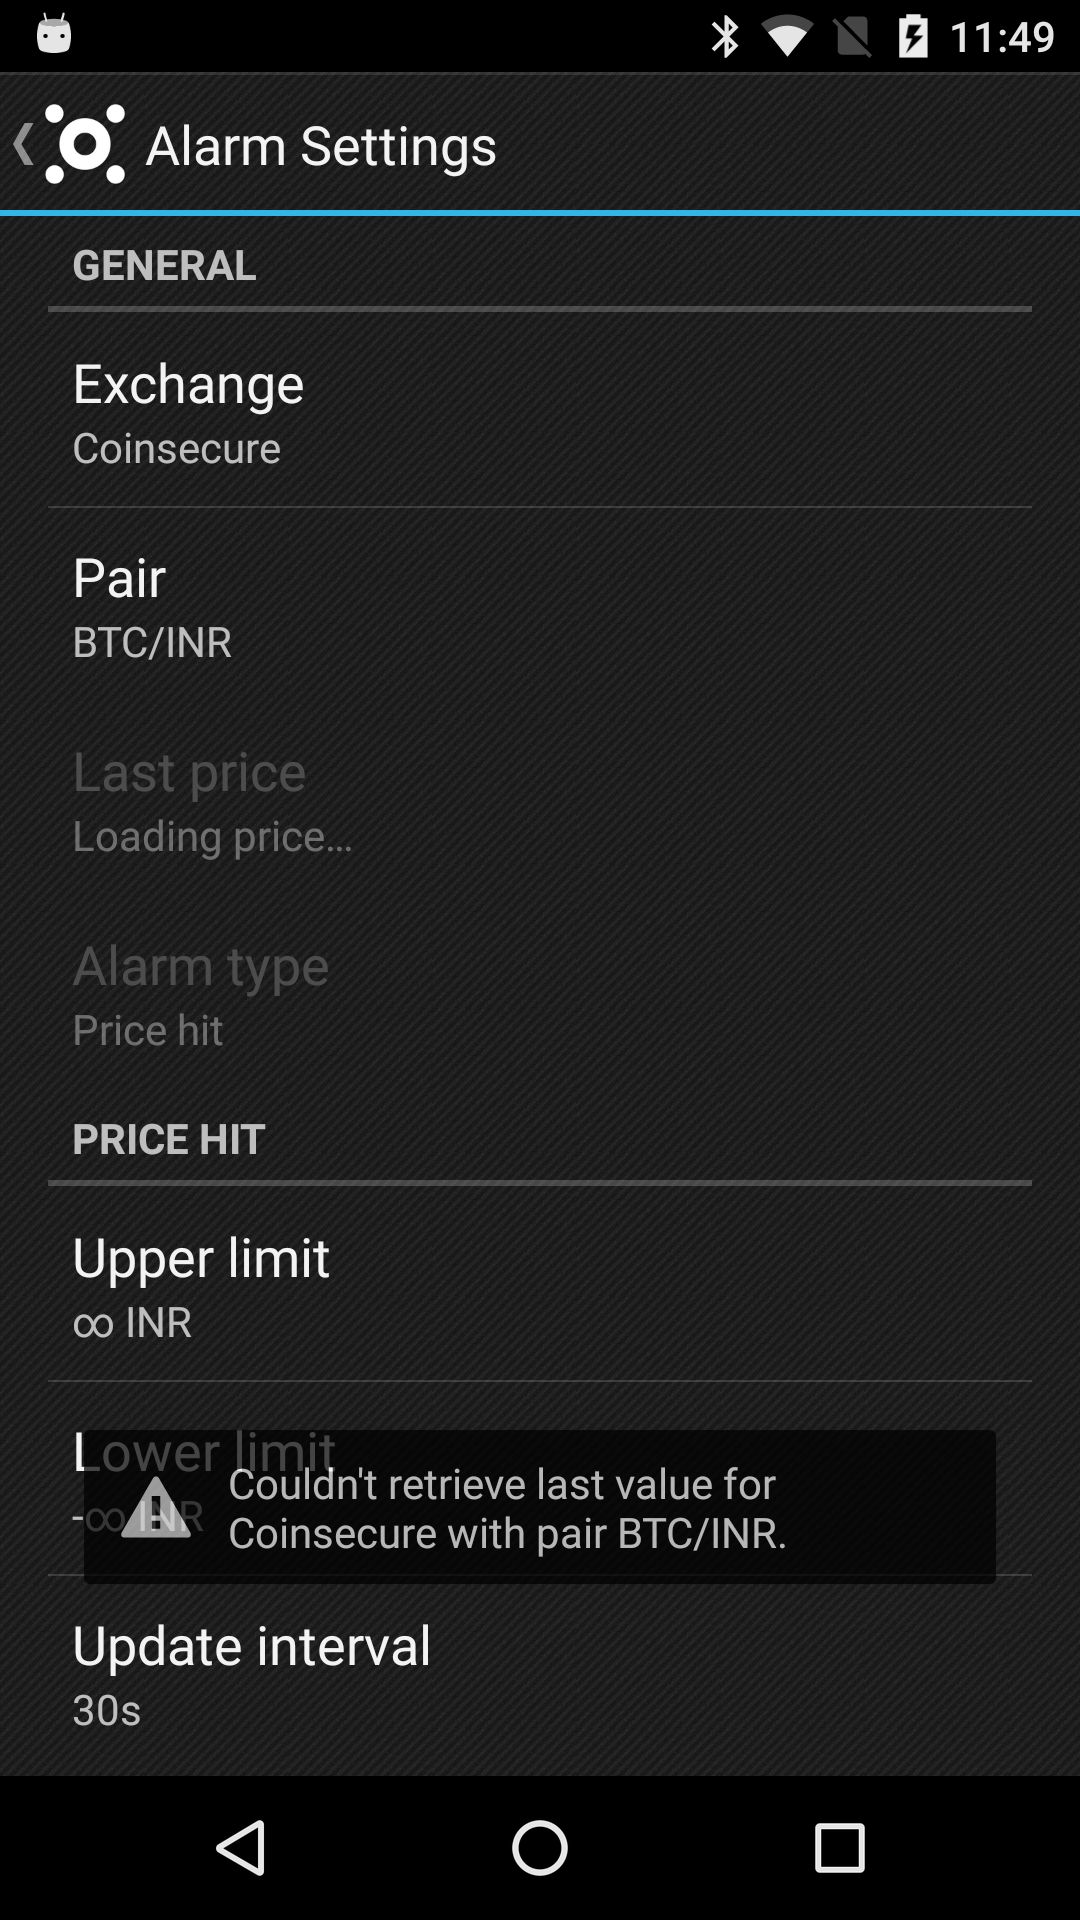 11:49
Alarm Settings
GENERAL
Exchange
Coinsecure
Pair
BTC/INR
Last price
Loading price...
Alarm type
Price hit
PRICE HIT
Upper limit
∞ INR
Lower limit
-∞ INR
Couldn't retrieve last value for
Coinsecure with pair BTC/INR.
Update interval
30s